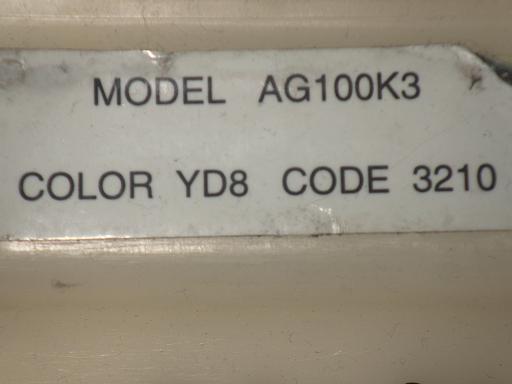 MODEL AG100K3
COLOR YD8 CODE 3210